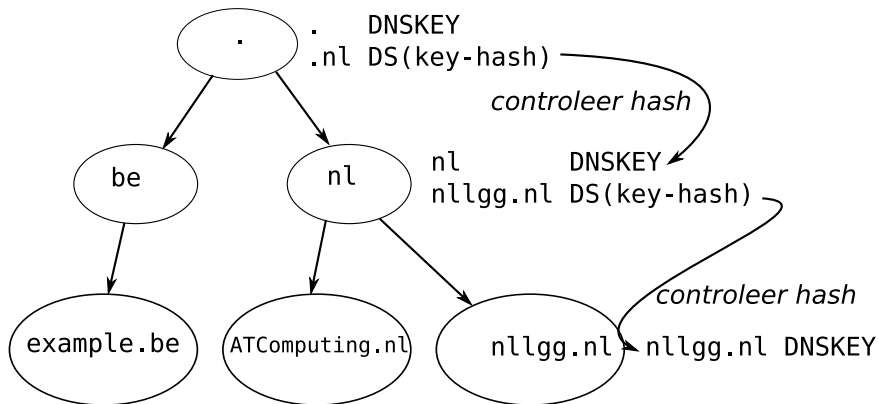 . . DNSKEY
.nl DS(key-hash)
controleer hash
be nl nl DNSKEY
nllgg.nl DS(key-hash)
controleer hash
example.be ATComputing.nl nllgg.nl nllgg.nl DNSKEY